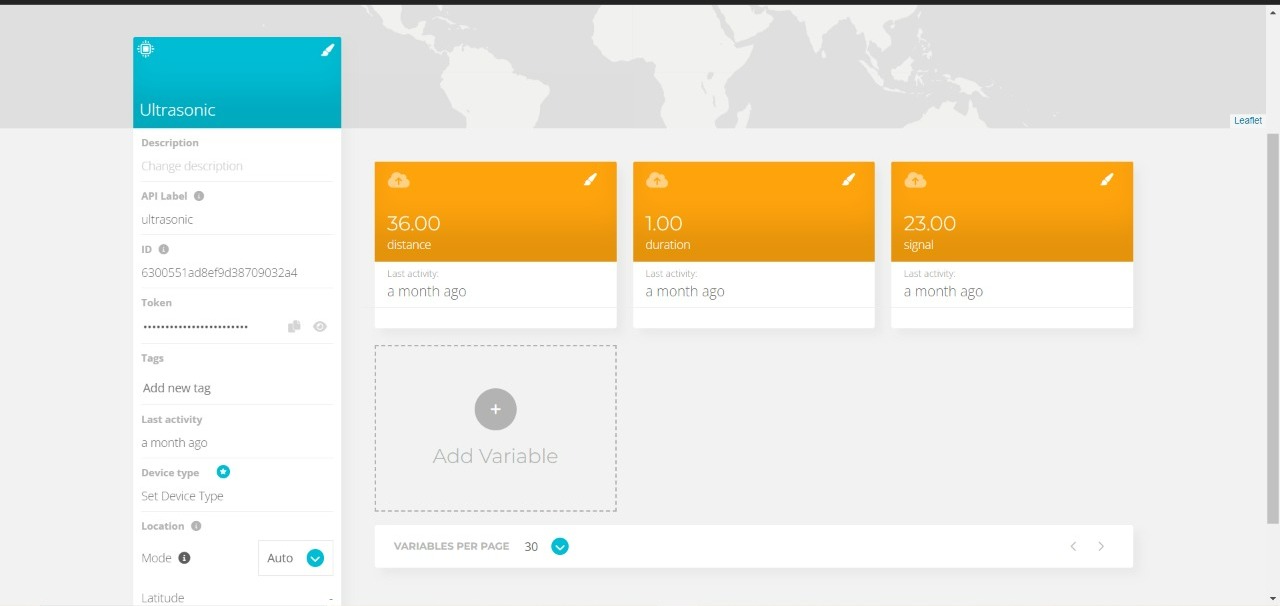 Leaflet
Ultrasonic
Description
Change description
API Label
ultrasonic
ID
6300551ad8ef9d38709032a4
Token
························
Tags
Add new tag
Last activity
a month ago
Device type
Set Device Type
Location
Mode
Auto
Latitude
-
36.00
distance
Last activity:
a month ago
1.00
duration
Last activity:
a month ago
23.00
signal
Last activity:
a month ago
Add Variable
VARIABLES PER PAGE 30